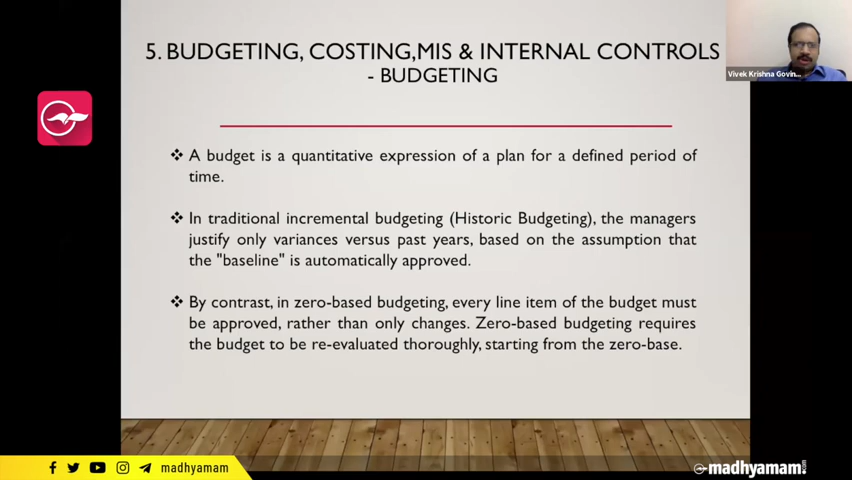 5. BUDGETING, COSTING,MIS & INTERNAL CONTROLS
- BUDGETING
Vivek Krishna Govin...
❖ A budget is a quantitative expression of a plan for a defined period of
time.
❖ In traditional incremental budgeting (Historic Budgeting), the managers
justify only variances versus past years, based on the assumption that
the "baseline" is automatically approved.
❖ By contrast, in zero-based budgeting, every line item of the budget must
be approved, rather than only changes. Zero-based budgeting requires
the budget to be re-evaluated thoroughly, starting from the zero-base.
madhyamam
madhyamam.com